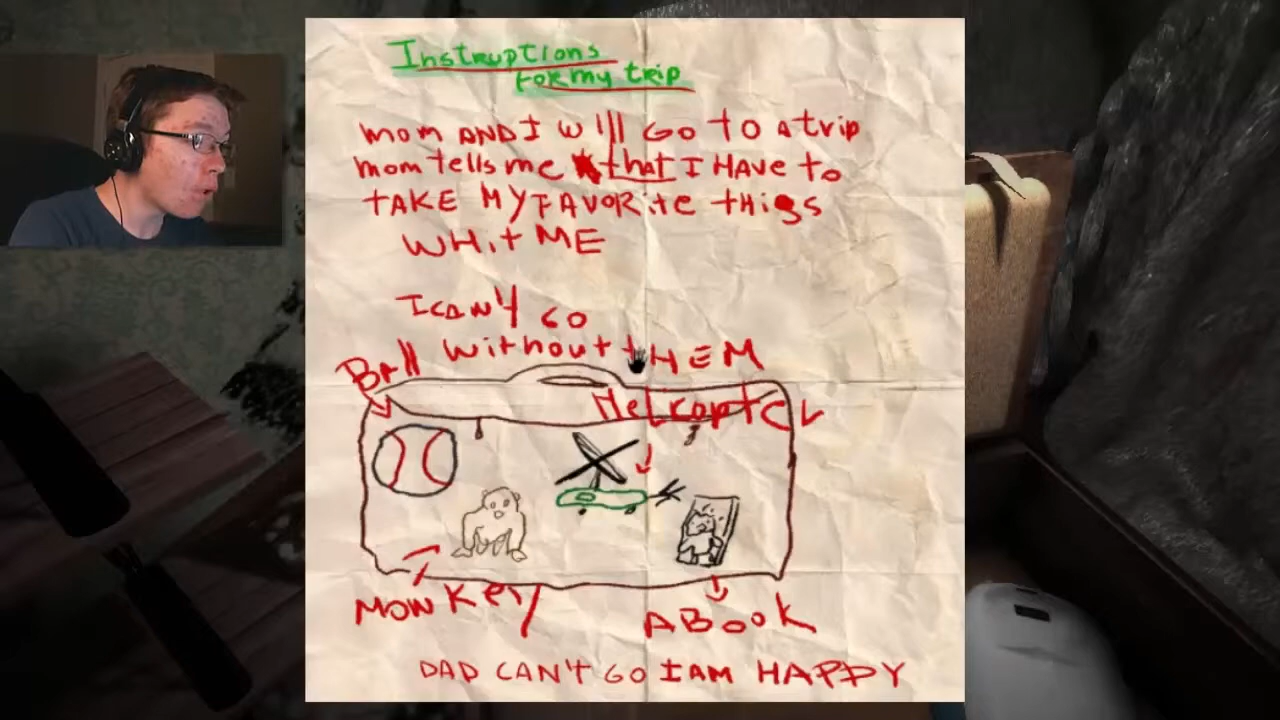 Instruptions
for my trip
mom AND I will GO TO A trip
mom tells me that I HAVE to
TAKE MY FAVORite tHigs
WHit ME
I CAN't GO
without tHEM
Ball
Helicopter
MONKEy
A BooK
DAD CAN't GO I AM HAPPY